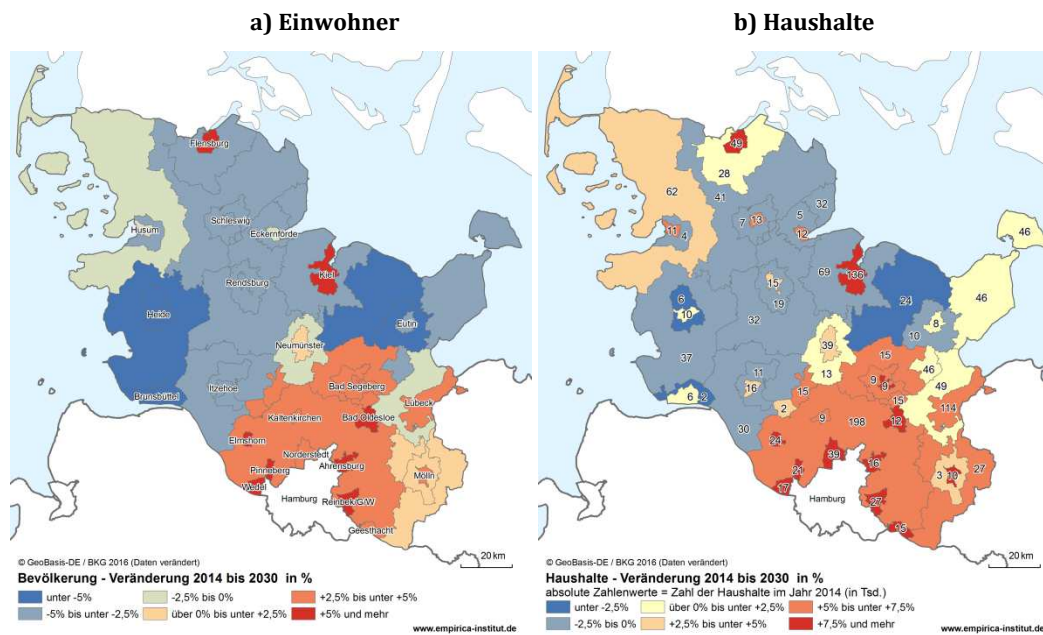 a) Einwohner
Flensburg
Schleswig
Husum
Eckernförde
Kiel
Rendsburg
Heide
Eutin
Neumünster
Itzehoe
Brunsbüttel
Bad Segeberg
Kaltenkirchen
Bad Oldesloe
Lübeck
Elmshorn
Norderstedt
Ahrensburg
Pinneberg
Mölln
Wedel
Hamburg
Reinbek/G/W
Geesthacht
20 km
© GeoBasis-DE / BKG 2016 (Daten verändert)
Bevölkerung - Veränderung 2014 bis 2030 in %
unter -5% -2,5% bis 0% +2,5% bis unter +5%
-5% bis unter -2,5% über 0% bis unter +2,5% +5% und mehr
www.empirica-institut.de
b) Haushalte
49
28
62
41
32
5
7
13
12
11
4
46
69
136
15
19
6
10
24
46
32
8
10
39
37
15
13
46
11
9
9
49
16
15
15
6
2
2
114
9
198
12
30
24
39
21
16
27
3
10
17
Hamburg
27
15
20 km
© GeoBasis-DE / BKG 2016 (Daten verändert)
Haushalte - Veränderung 2014 bis 2030 in %
absolute Zahlenwerte = Zahl der Haushalte im Jahr 2014 (in Tsd.)
unter -2,5% über 0% bis unter +2,5% +5% bis unter +7,5%
-2,5% bis 0% +2,5% bis unter +5% +7,5% und mehr
www.empirica-institut.de